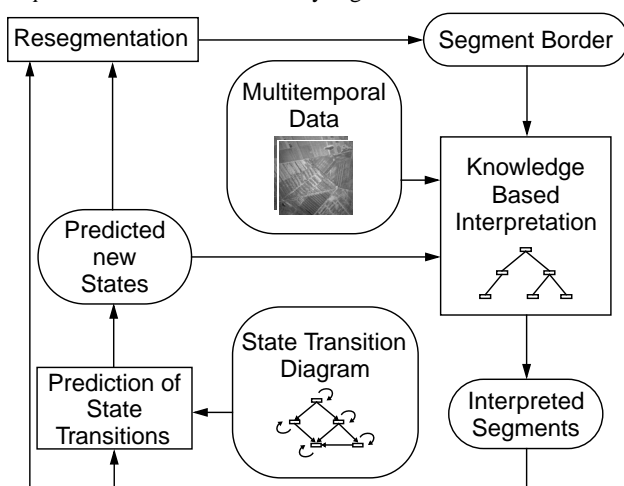 Resegmentation
Segment Border
Multitemporal
Data
Knowledge
Based
Interpretation
Predicted
new
States
State Transition
Diagram
Prediction of
State
Transitions
Interpreted
Segments